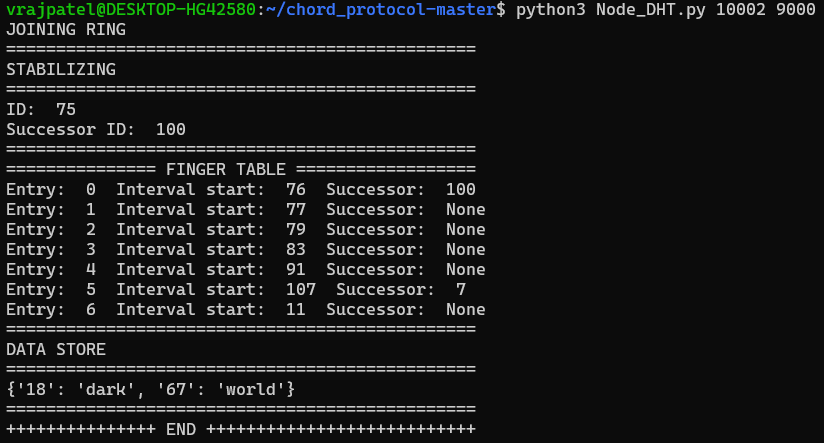 vrajpatel@DESKTOP-HG42580:~/chord_protocol-master$ python3 Node_DHT.py 10002 9000
JOINING RING
===============================================
STABILIZING
===============================================
ID:  75
Successor ID:  100
===============================================
=============== FINGER TABLE ==================
Entry:  0  Interval start:  76  Successor:  100
Entry:  1  Interval start:  77  Successor:  None
Entry:  2  Interval start:  79  Successor:  None
Entry:  3  Interval start:  83  Successor:  None
Entry:  4  Interval start:  91  Successor:  None
Entry:  5  Interval start:  107  Successor:  7
Entry:  6  Interval start:  11  Successor:  None
===============================================
DATA STORE
===============================================
{'18': 'dark', '67': 'world'}
===============================================
+++++++++++++++ END +++++++++++++++++++++++++++